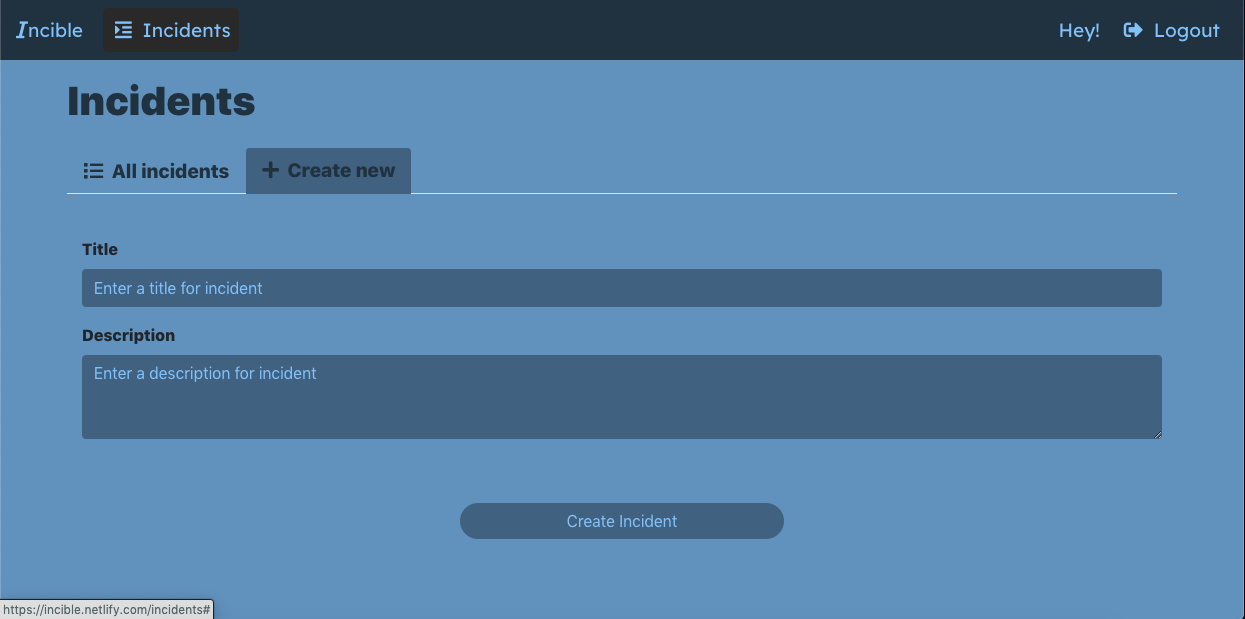 Incible Incidents Hey! Logout
Incidents
All incidents Create new
Title
Enter a title for incident
Description
Enter a description for incident
Create Incident
https://incible.netlify.com/incidents#